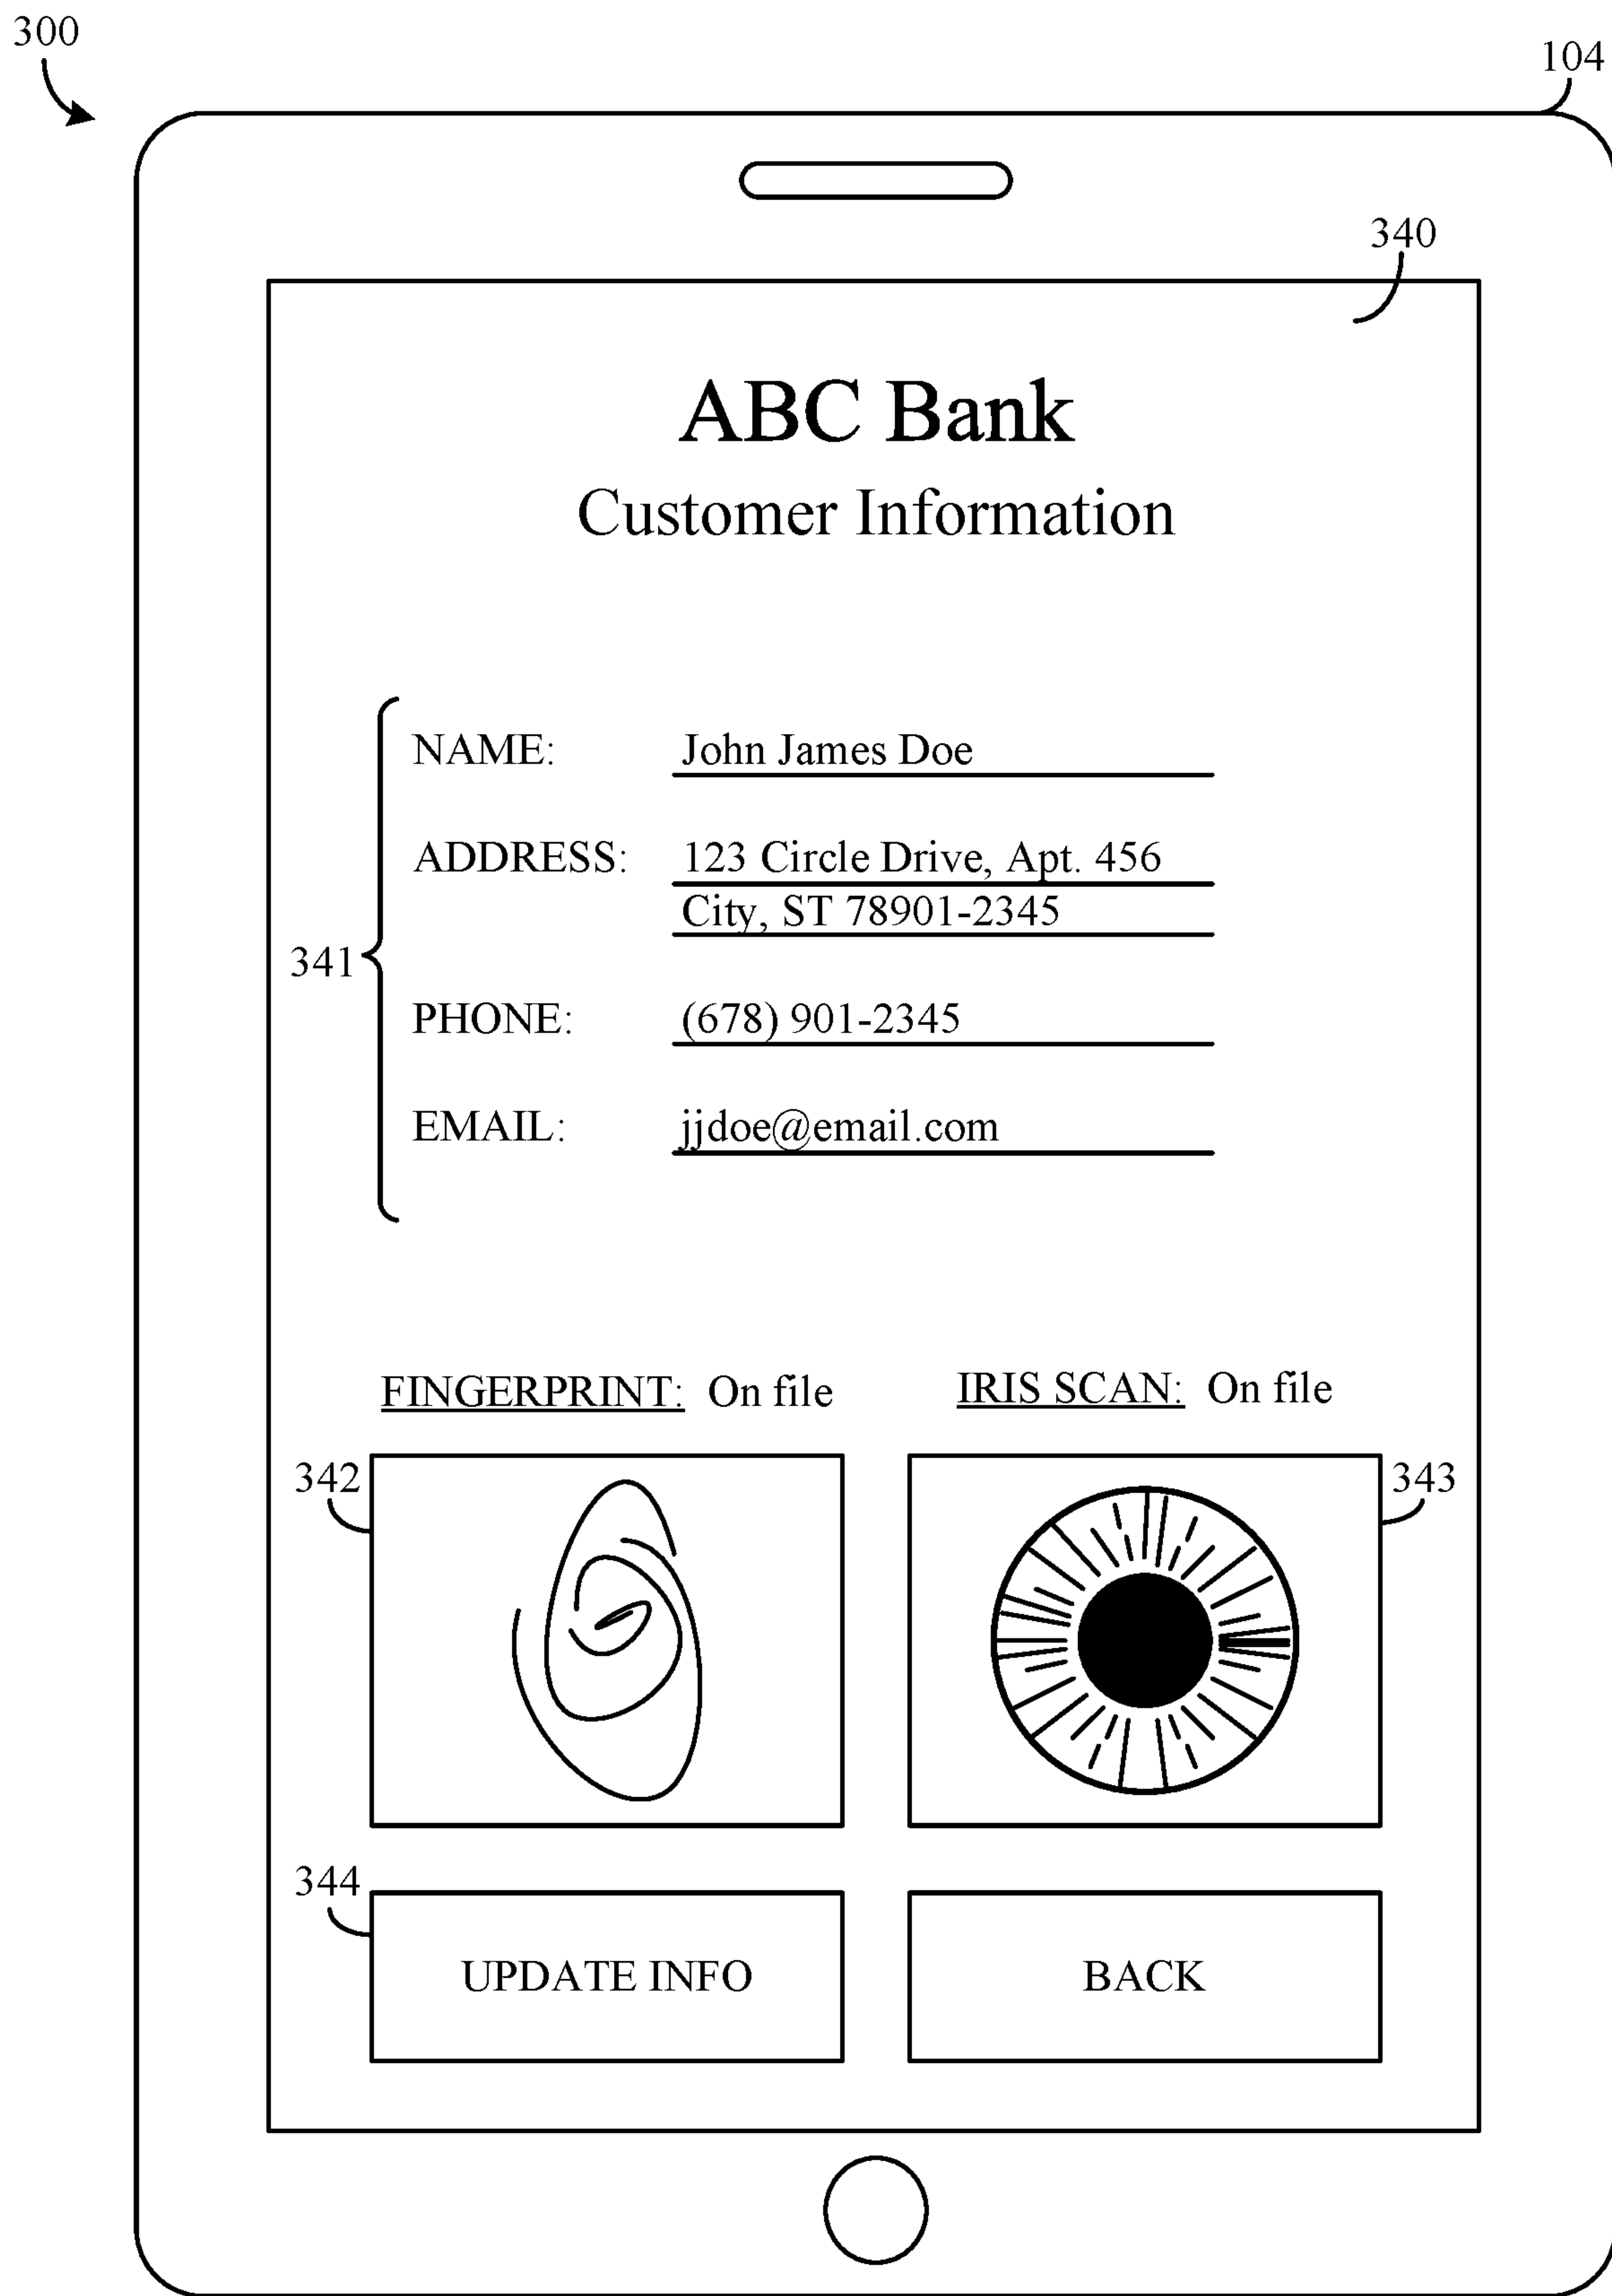 300
104
340
ABC Bank
Customer Information
NAME: John James Doe
ADDRESS: 123 Circle Drive, Apt. 456
City, ST 78901-2345
341
PHONE: (678) 901-2345
EMAIL: jjdoe@email.com
FINGERPRINT: On file IRIS SCAN: On file
342 343
344
UPDATE INFO BACK